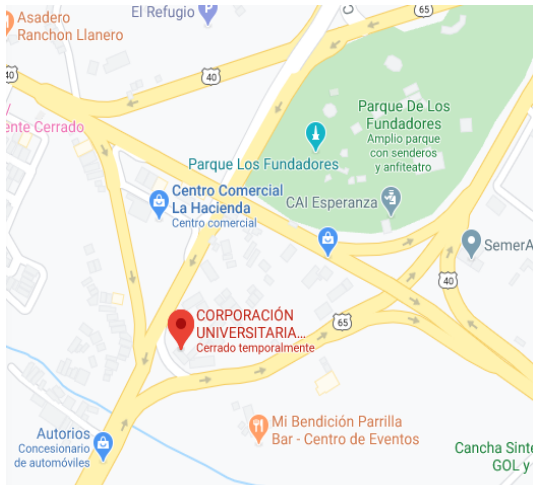 Asadero
Ranchon Llanero
El Refugio
P
C
65
40
40
ente Cerrado
Parque De Los
Fundadores
Amplio parque
con senderos
y anfiteatro
Parque Los Fundadores
Centro Comercial
La Hacienda
Centro comercial
CAI Esperanza
SemerA
40
CORPORACIÓN
UNIVERSITARIA...
Cerrado temporalmente
65
Mi Bendición Parrilla
Bar - Centro de Eventos
Autorios
Concesionario
de automóviles
Cancha Sinte
GOL y